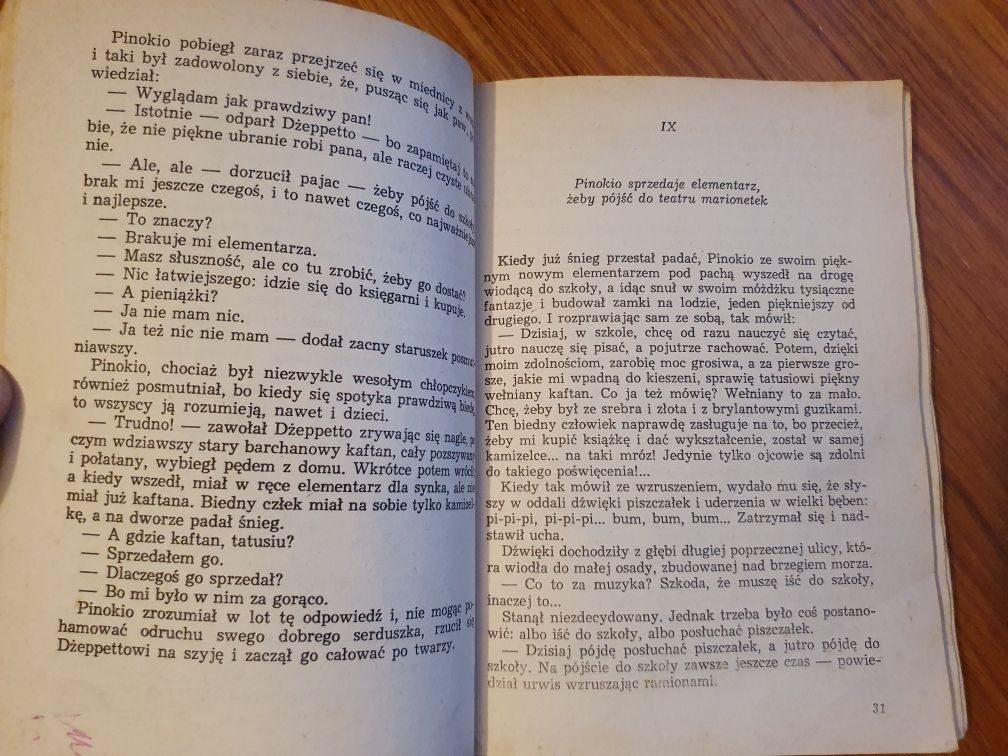 Pinokio pobiegł zaraz przejrzeć się w miednicy z
i taki był zadowolony z siebie, że, pusząc się jak paw,
wiedział:
— Wyglądam jak prawdziwy pan!
— Istotnie — odparł Dżeppetto — bo zapamiętaj to
bie, że nie piękne ubranie robi pana, ale raczej czyste
nie.
— Ale, ale — dorzucił pajac — żeby pójść do szkoły,
brak mi jeszcze czegoś, i to nawet czegoś, co
i najlepsze.
— To znaczy?
— Brakuje mi elementarza.
— Masz słuszność, ale co tu zrobić, żeby go dostać?
— Nic łatwiejszego: idzie się do księgarni i kupuje.
— A pieniążki?
— Ja nie mam nic.
— Ja też nic nie mam — dodał zacny staruszek posmut-
niawszy.
Pinokio, chociaż był niezwykle wesołym chłopczykiem,
również posmutniał, bo kiedy się spotyka prawdziwą biedę,
to wszyscy ją rozumieją, nawet i dzieci.
— Trudno! — zawołał Dżeppetto zrywając się nagle,
czym wdziawszy stary barchanowy kaftan, cały pozszywany
i połatany, wybiegł pędem z domu. Wkrótce potem wrócił,
a kiedy wszedł, miał w ręce elementarz dla synka, ale nie
miał już kaftana. Biedny człek miał na sobie tylko kamizel-
kę, a na dworze padał śnieg.
— A gdzie kaftan, tatusiu?
— Sprzedałem go.
— Dlaczegoś go sprzedał?
— Bo mi było w nim za gorąco.
Pinokio zrozumiał w lot tę odpowiedź i, nie mogąc po-
hamować odruchu swego dobrego serduszka, rzucił się
Dżeppettowi na szyję i zaczął go całować po twarzy.
IX
Pinokio sprzedaje elementarz,
żeby pójść do teatru marionetek
Kiedy już śnieg przestał padać, Pinokio ze swoim pięk-
nym nowym elementarzem pod pachą wyszedł na drogę
wiodącą do szkoły, a idąc snuł w swoim móżdżku tysiączne
fantazje i budował zamki na lodzie, jeden piękniejszy od
drugiego. I rozprawiając sam ze sobą, tak mówił:
— Dzisiaj, w szkole, chcę od razu nauczyć się czytać,
jutro nauczę się pisać, a pojutrze rachować. Potem, dzięki
moim zdolnościom, zarobię moc grosiwa, a za pierwsze gro-
sze, jakie mi wpadną do kieszeni, sprawię tatusiowi piękny
wełniany kaftan. Co ja też mówię? Wełniany to za mało.
Chcę, żeby był ze srebra i złota i z brylantowymi guzikami.
Ten biedny człowiek naprawdę zasługuje na to, bo przecież,
żeby mi kupić książkę i dać wykształcenie, został w samej
kamizelce... na taki mróz! Jedynie tylko ojcowie są zdolni
do takiego poświęcenia!...
Kiedy tak mówił ze wzruszeniem, wydało mu się, że sły-
szy w oddali dźwięki piszczałek i uderzenia w wielki bęben:
pi-pi-pi, pi-pi-pi... bum, bum, bum... Zatrzymał się i nad-
stawił ucha.
Dźwięki dochodziły z głębi długiej poprzecznej ulicy, któ-
ra wiodła do małej osady, zbudowanej nad brzegiem morza.
— Co to za muzyka? Szkoda, że muszę iść do szkoły,
inaczej to...
Stanął niezdecydowany. Jednak trzeba było coś postano-
wić: albo iść do szkoły, albo posłuchać piszczałek.
— Dzisiaj pójdę posłuchać piszczałek, a jutro pójdę do
szkoły. Na pójście do szkoły zawsze jeszcze czas — powie-
dział urwis wzruszając ramionami.
31